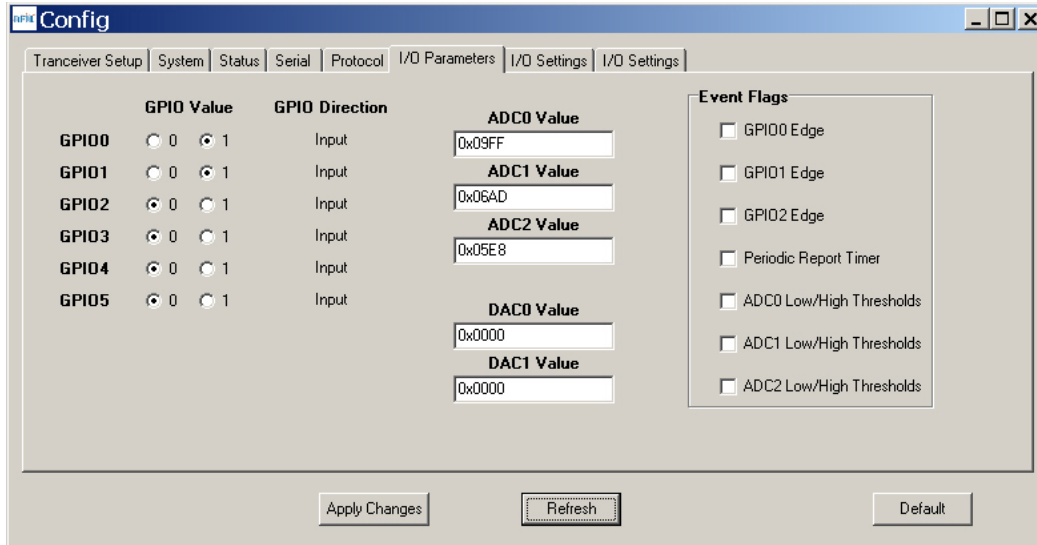 RFM Config
Tranceiver Setup System Status Serial Protocol I/O Parameters I/O Settings I/O Settings
GPIO Value GPIO Direction
GPIO0 0 1 Input
GPIO1 0 1 Input
GPIO2 0 1 Input
GPIO3 0 1 Input
GPIO4 0 1 Input
GPIO5 0 1 Input
ADC0 Value
0x09FF
ADC1 Value
0x06AD
ADC2 Value
0x05E8
DAC0 Value
0x0000
DAC1 Value
0x0000
Event Flags
GPIO0 Edge
GPIO1 Edge
GPIO2 Edge
Periodic Report Timer
ADC0 Low/High Thresholds
ADC1 Low/High Thresholds
ADC2 Low/High Thresholds
Apply Changes Refresh Default